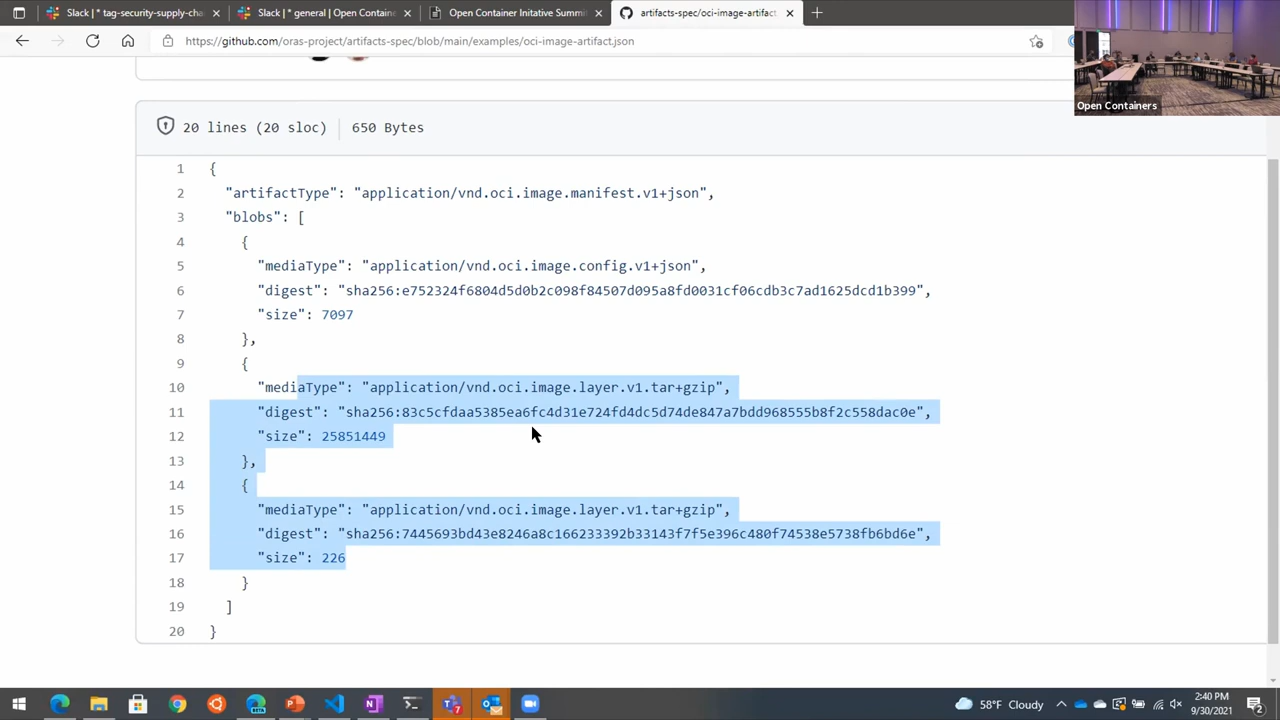 Slack | * tag-security-supply-cha
Slack | * general | Open Containe
Open Container Initative Summi
artifacts-spec/oci-image-artifact.
https://github.com/oras-project/artifacts-spec/blob/main/examples/oci-image-artifact.json
Open Containers
20 lines (20 sloc) 650 Bytes
1 {
2 "artifactType": "application/vnd.oci.image.manifest.v1+json",
3 "blobs": [
4 {
5 "mediaType": "application/vnd.oci.image.config.v1+json",
6 "digest": "sha256:e752324f6804d5d0b2c098f84507d095a8fd0031cf06cdb3c7ad1625dcd1b399",
7 "size": 7097
8 },
9 {
10 "mediaType": "application/vnd.oci.image.layer.v1.tar+gzip",
11 "digest": "sha256:83c5cfdaa5385ea6fc4d31e724fd4dc5d74de847a7bdd968555b8f2c558dac0e",
12 "size": 25851449
13 },
14 {
15 "mediaType": "application/vnd.oci.image.layer.v1.tar+gzip",
16 "digest": "sha256:7445693bd43e8246a8c166233392b33143f7f5e396c480f74538e5738fb6bd6e",
17 "size": 226
18 }
19 ]
20 }
58°F Cloudy
2:40 PM
9/30/2021